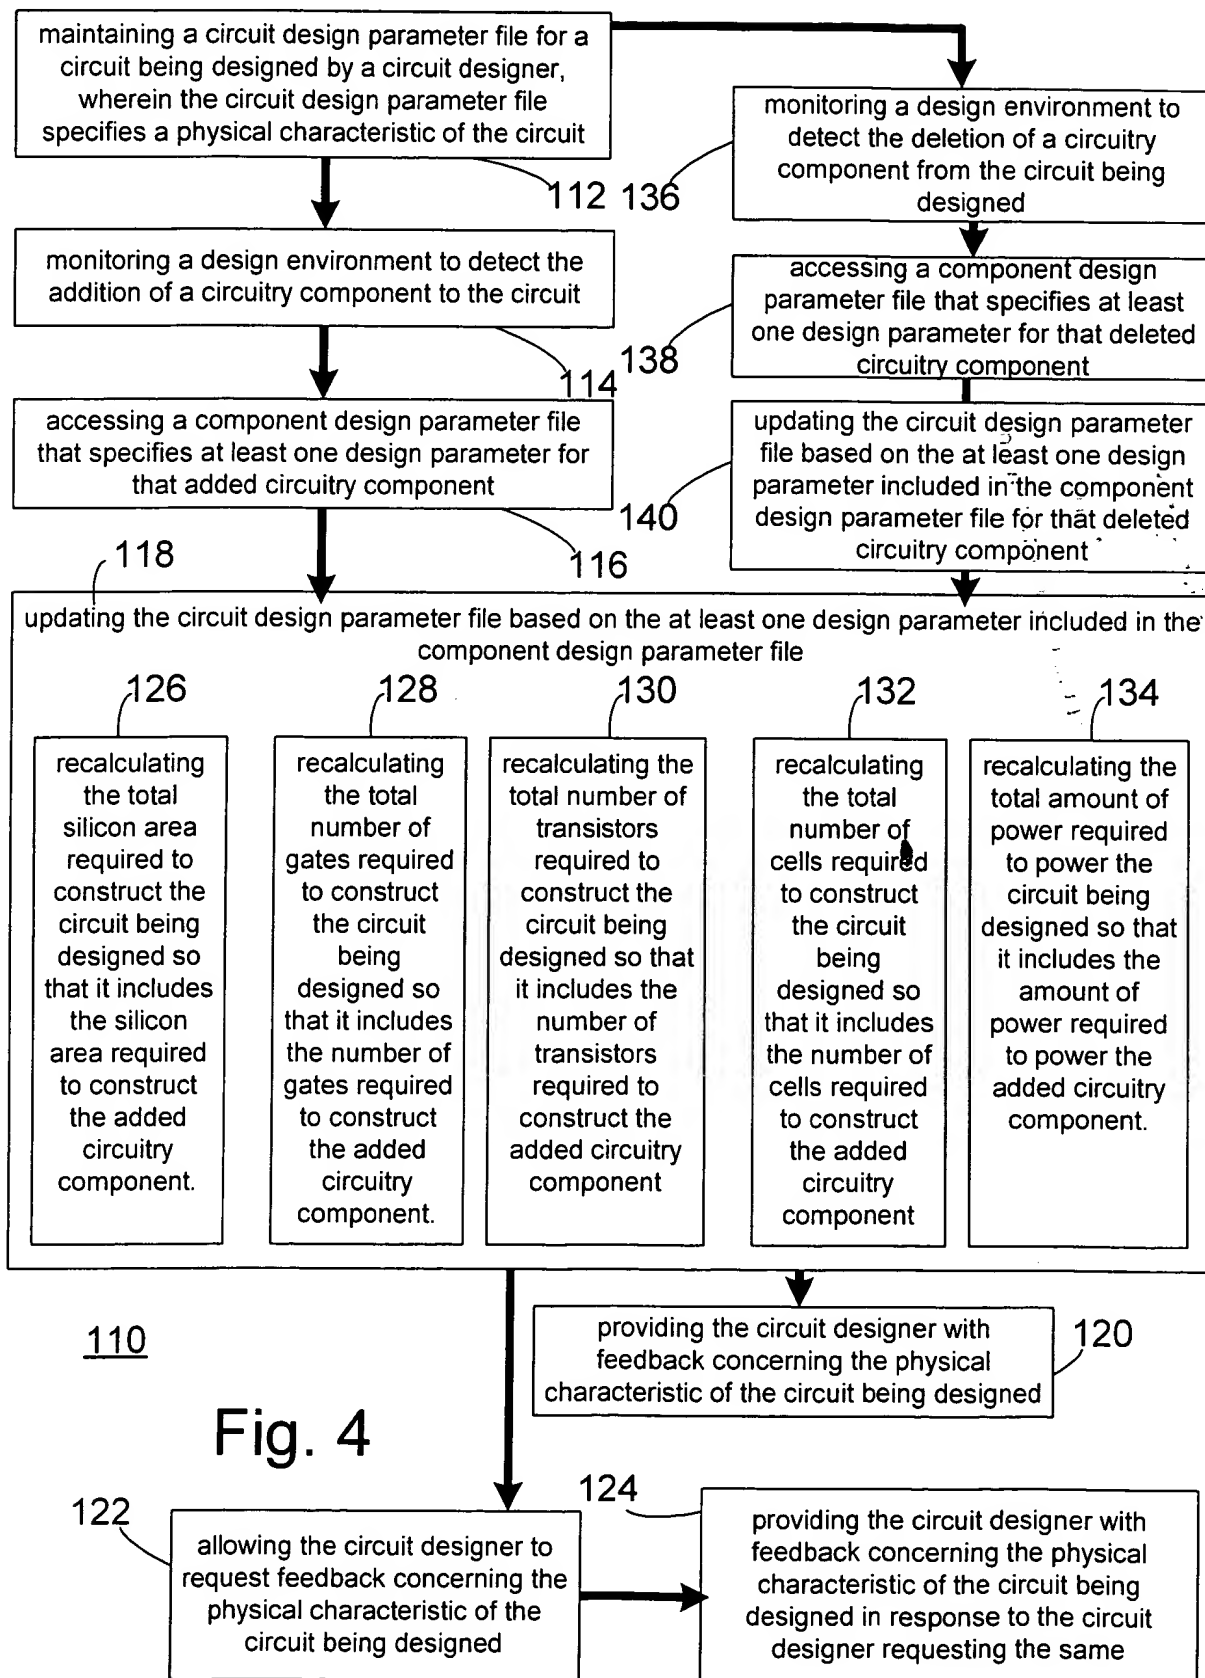 maintaining a circuit design parameter file for a
circuit being designed by a circuit designer,
wherein the circuit design parameter file
specifies a physical characteristic of the circuit
112
monitoring a design environment to detect the
addition of a circuitry component to the circuit
114
accessing a component design parameter file
that specifies at least one design parameter for
that added circuitry component
116
136
monitoring a design environment to
detect the deletion of a circuitry
component from the circuit being
designed
138
accessing a component design
parameter file that specifies at least
one design parameter for that deleted
circuitry component
140
updating the circuit design parameter
file based on the at least one design
parameter included in the component
design parameter file for that deleted
circuitry component
118
updating the circuit design parameter file based on the at least one design parameter included in the
component design parameter file
126
recalculating
the total
silicon area
required to
construct the
circuit being
designed so
that it includes
the silicon
area required
to construct
the added
circuitry
component.
128
recalculating
the total
number of
gates required
to construct
the circuit
being
designed so
that it includes
the number of
gates required
to construct
the added
circuitry
component.
130
recalculating the
total number of
transistors
required to
construct the
circuit being
designed so that
it includes the
number of
transistors
required to
construct the
added circuitry
component
132
recalculating
the total
number of
cells required
to construct
the circuit
being
designed so
that it includes
the number of
cells required
to construct
the added
circuitry
component
134
recalculating the
total amount of
power required
to power the
circuit being
designed so that
it includes the
amount of
power required
to power the
added circuitry
component.
120
providing the circuit designer with
feedback concerning the physical
characteristic of the circuit being designed
110
Fig. 4
122
allowing the circuit designer to
request feedback concerning the
physical characteristic of the
circuit being designed
124
providing the circuit designer with
feedback concerning the physical
characteristic of the circuit being
designed in response to the circuit
designer requesting the same